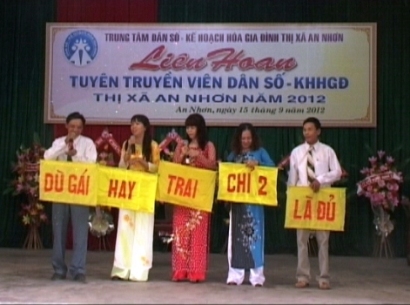 TRUNG TÂM DÂN SỐ - KẾ HOẠCH HÓA GIA ĐÌNH THỊ XÃ AN NHƠN
Liên Hoan
TUYÊN TRUYỀN VIÊN DÂN SỐ - KHHGĐ
THỊ XÃ AN NHƠN NĂM 2012
An Nhơn, ngày 13 tháng 9 năm 2012
DÙ GÁI HAY TRAI CHỈ 2 LÀ ĐỦ